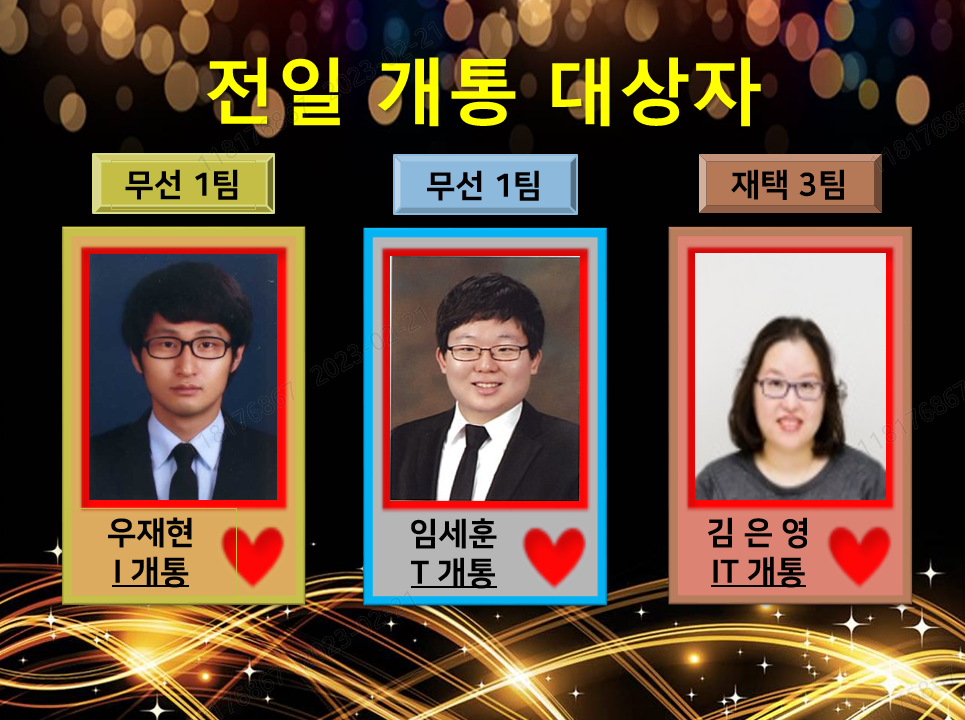 전일 개통 대상자
무선 1팀
무선 1팀
재택 3팀
우재현
I 개통
임세훈
T 개통
김 은 영
IT 개통